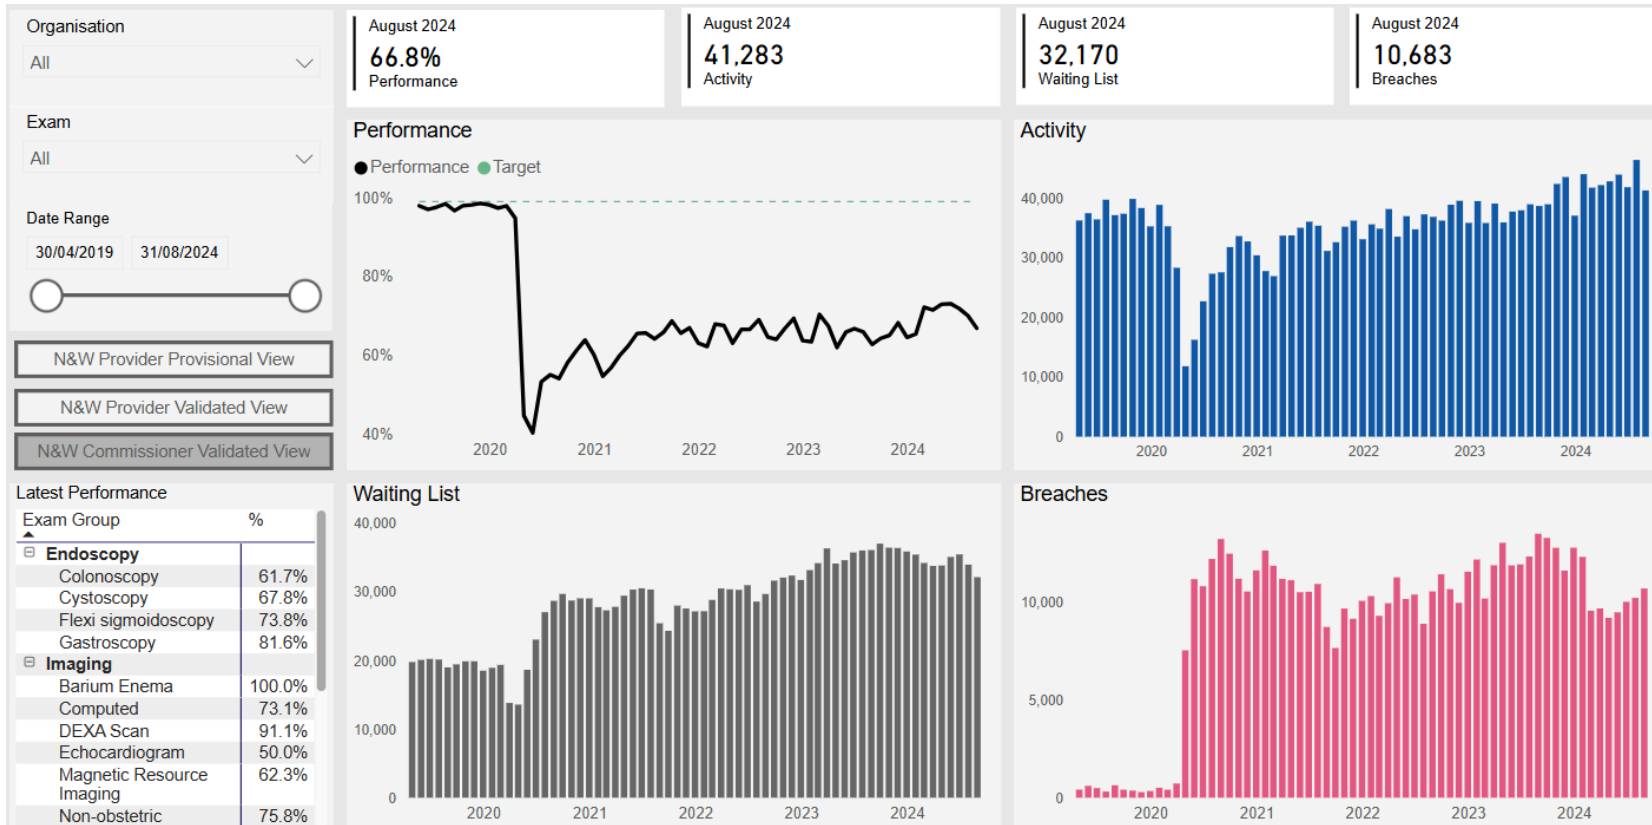 Organisation
All
Exam
All
Date Range
30/04/2019 31/08/2024
N&W Provider Provisional View
N&W Provider Validated View
N&W Commissioner Validated View
Latest Performance
Exam Group %
Endoscopy
Colonoscopy 61.7%
Cystoscopy 67.8%
Flexi sigmoidoscopy 73.8%
Gastroscopy 81.6%
Imaging
Barium Enema 100.0%
Computed 73.1%
DEXA Scan 91.1%
Echocardiogram 50.0%
Magnetic Resource 62.3%
Imaging
Non-obstetric 75.8%
August 2024
66.8%
Performance
August 2024
41,283
Activity
August 2024
32,170
Waiting List
August 2024
10,683
Breaches
Performance
Performance Target
100%
80%
60%
40%
2020 2021 2022 2023 2024
Activity
40,000
30,000
20,000
10,000
0
2020 2021 2022 2023 2024
Waiting List
40,000
30,000
20,000
10,000
0
2020 2021 2022 2023 2024
Breaches
10,000
5,000
0
2020 2021 2022 2023 2024